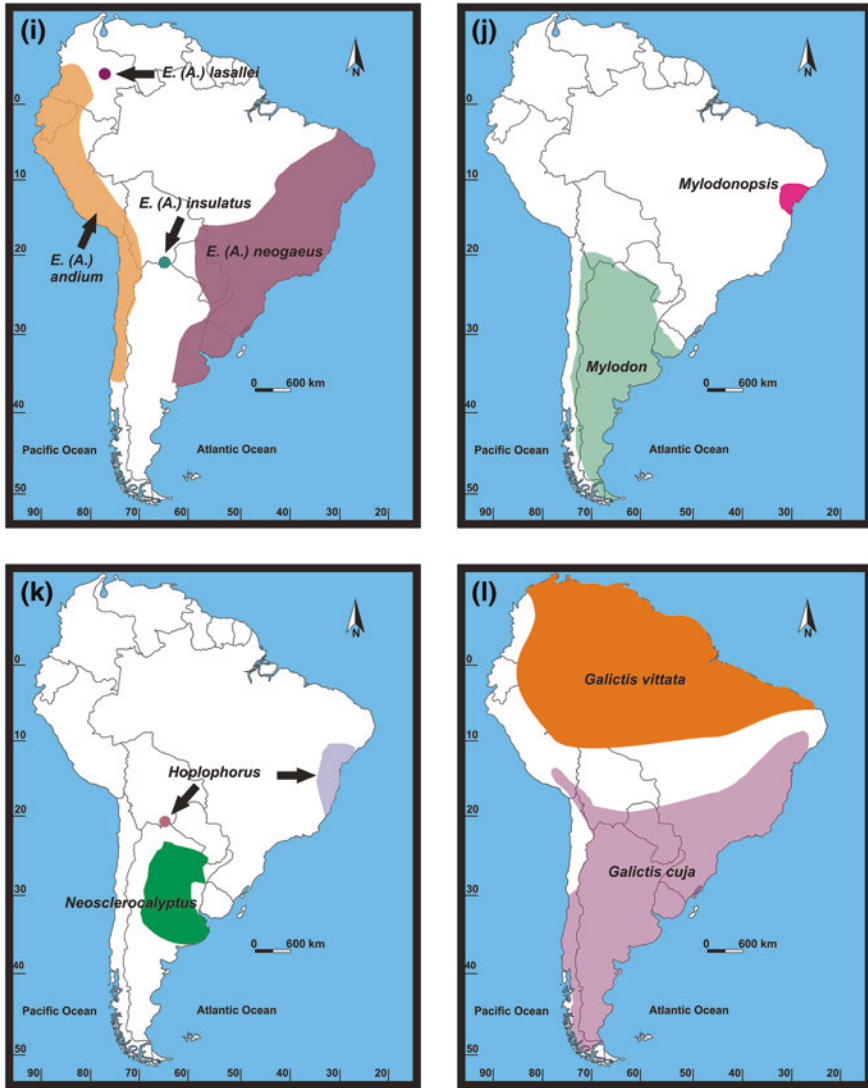 (i)
N
E. (A.) lasallei
0
10
E. (A.) insulatus
E. (A.) neogaeus
E. (A.)
andium
20
30
0 600 km
40
Pacific Ocean
Atlantic Ocean
50
90 80 70 60 50 40 30 20
(j)
N
0
10
Mylodonopsis
20
30
Mylodon
0 600 km
40
Pacific Ocean
Atlantic Ocean
50
90 80 70 60 50 40 30 20
(k)
N
0
10
Hoplophorus
20
30
Neosclerocalyptus
0 600 km
40
Pacific Ocean
Atlantic Ocean
50
90 80 70 60 50 40 30 20
(l)
N
0
Galictis vittata
10
20
Galictis cuja
30
0 600 km
40
Pacific Ocean
Atlantic Ocean
50
90 80 70 60 50 40 30 20